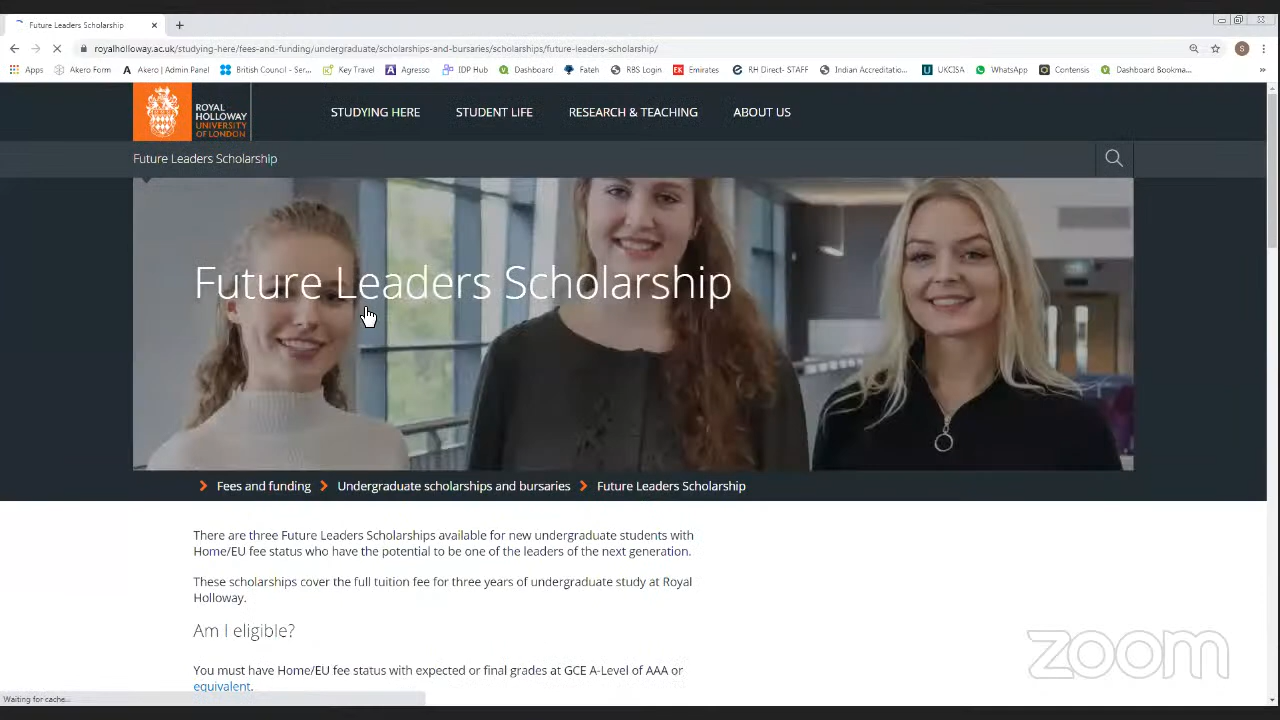 Future Leaders Scholarship
royalholloway.ac.uk/studying-here/fees-and-funding/undergraduate/scholarships-and-bursaries/scholarships/future-leaders-scholarship/
S
Apps Akero Form Akero | Admin Panel British Council - Ser... Key Travel Agresso IDP Hub Dashboard Fateh RBS Login Emirates RH Direct- STAFF Indian Accreditatio... UKCISA WhatsApp Contensis Dashboard Bookma...
ROYAL
HOLLOWAY
UNIVERSITY
OF LONDON
STUDYING HERE STUDENT LIFE RESEARCH & TEACHING ABOUT US
Future Leaders Scholarship
Future Leaders Scholarship
Fees and funding Undergraduate scholarships and bursaries Future Leaders Scholarship
There are three Future Leaders Scholarships available for new undergraduate students with
Home/EU fee status who have the potential to be one of the leaders of the next generation.
These scholarships cover the full tuition fee for three years of undergraduate study at Royal
Holloway.
Am I eligible?
You must have Home/EU fee status with expected or final grades at GCE A-Level of AAA or
equivalent.
Waiting for cache...
zoom